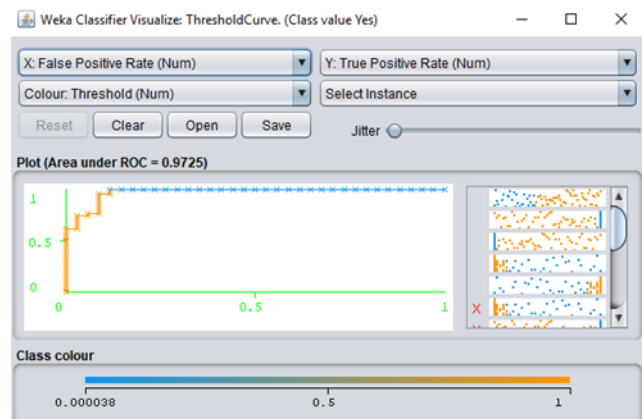 Weka Classifier Visualize: ThresholdCurve. (Class value Yes)
X: False Positive Rate (Num) Y: True Positive Rate (Num)
Colour: Threshold (Num) Select Instance
Reset Clear Open Save Jitter
Plot (Area under ROC = 0.9725)
1
0.5
0
0 0.5 1
X
Class colour
0.000038 0.5 1